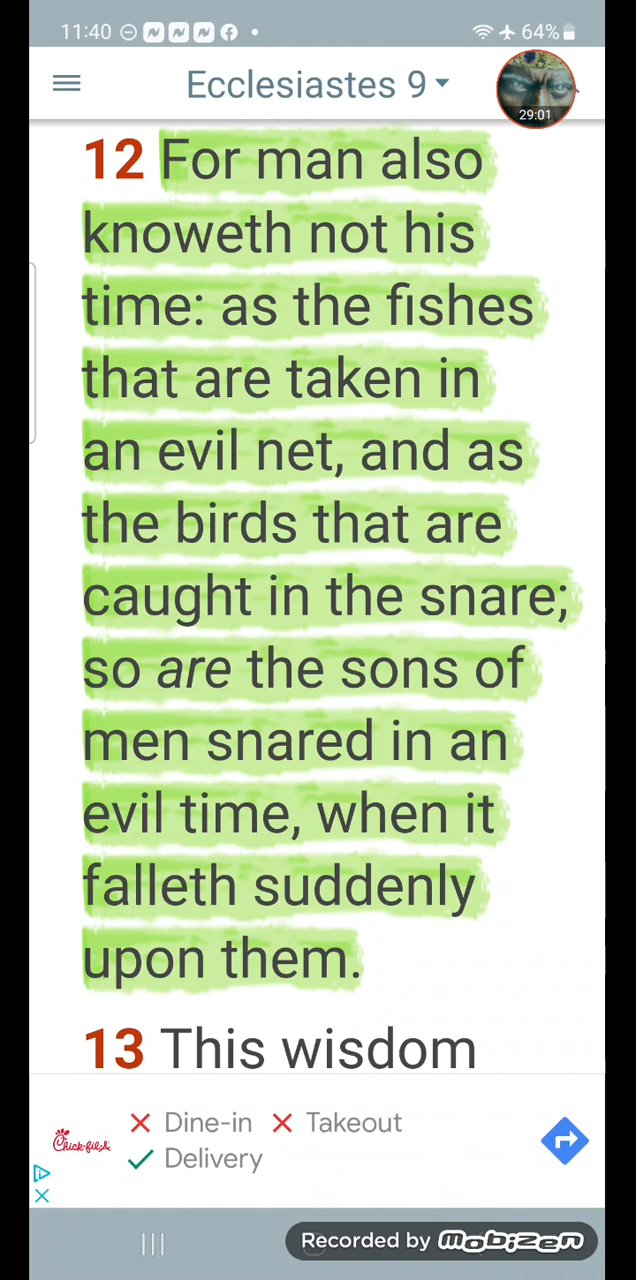 11:40 64%
Ecclesiastes 9
29:01
12 For man also
knoweth not his
time: as the fishes
that are taken in
an evil net, and as
the birds that are
caught in the snare;
so are the sons of
men snared in an
evil time, when it
falleth suddenly
upon them.
13 This wisdom
Chick-fil-A
Dine-in Takeout
Delivery
Recorded by mobizen